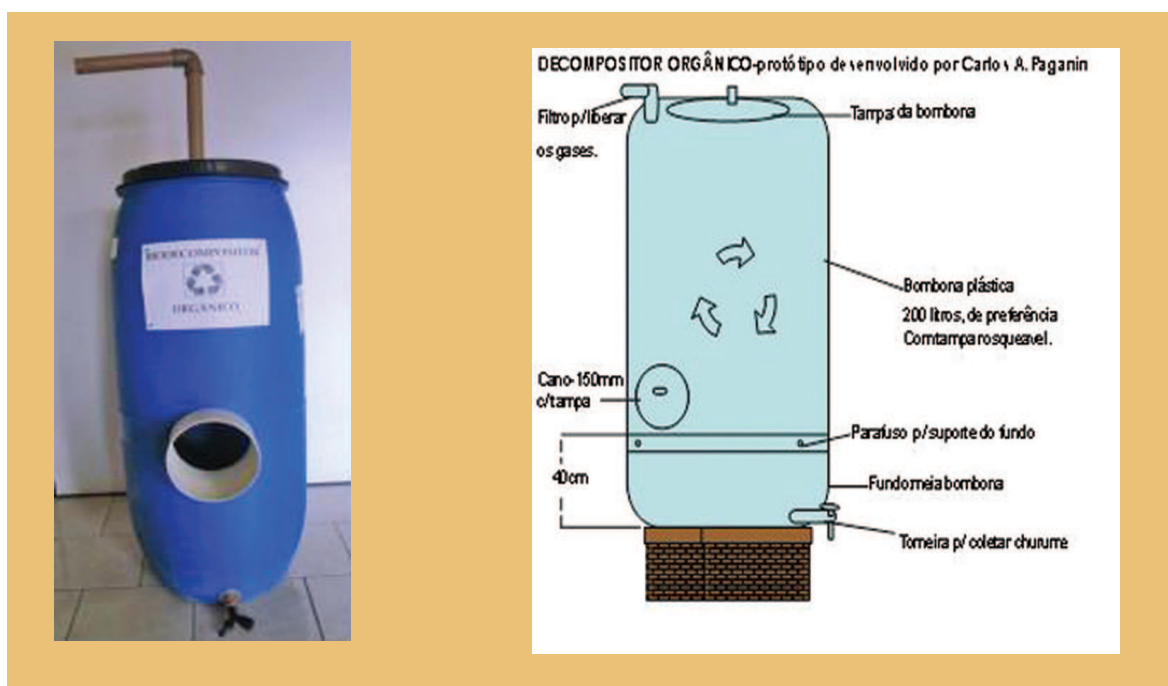 BIODECOMPOSITOR
ORGÂNICO
DECOMPOSITOR ORGÂNICO-protótipo desenvolvido por Carlos A. Paganin
Filtro p/liberar
os gases.
Tampa da bombona
Bombona plástica
200 litros, de preferência
Com tampa rosqueavel.
Cano-150mm
c/tampa
Parafuso p/ suporte do fundo
40cm
Fundo meia bombona
Torneira p/ coletar chorume